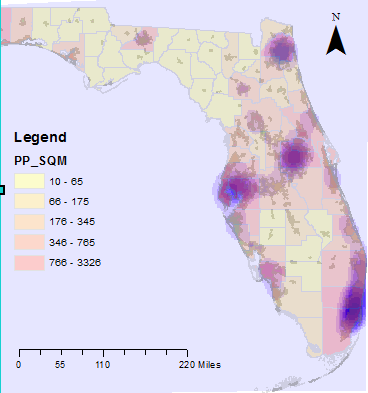 N
Legend
PP_SQM
10 - 65
66 - 175
176 - 345
346 - 765
766 - 3326
0 55 110 220 Miles